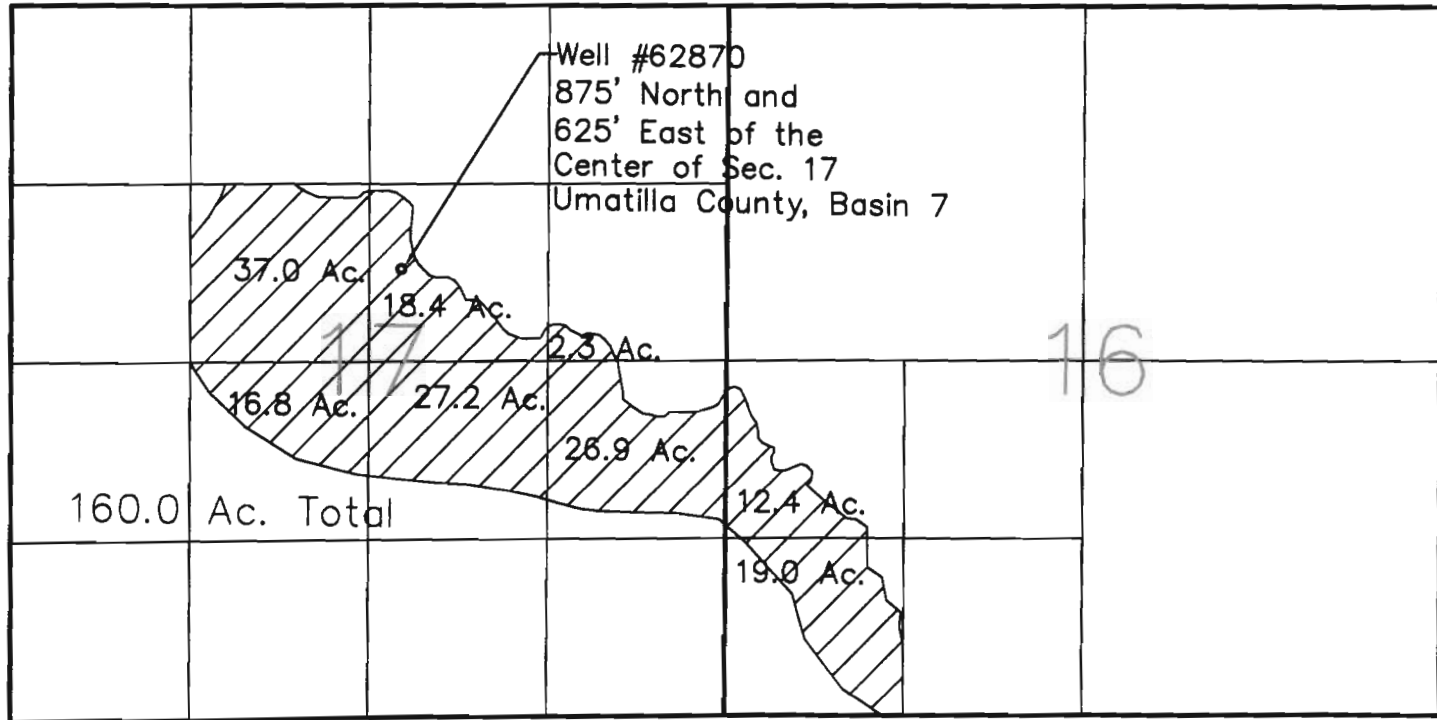 Well #62870
875' North and
625' East of the
Center of Sec. 17
Umatilla County, Basin 7
37.0 Ac.
18.4 Ac.
2.3 Ac.
17
16
16.8 Ac.
27.2 Ac.
26.9 Ac.
12.4 Ac.
160.0 Ac. Total
19.0 Ac.